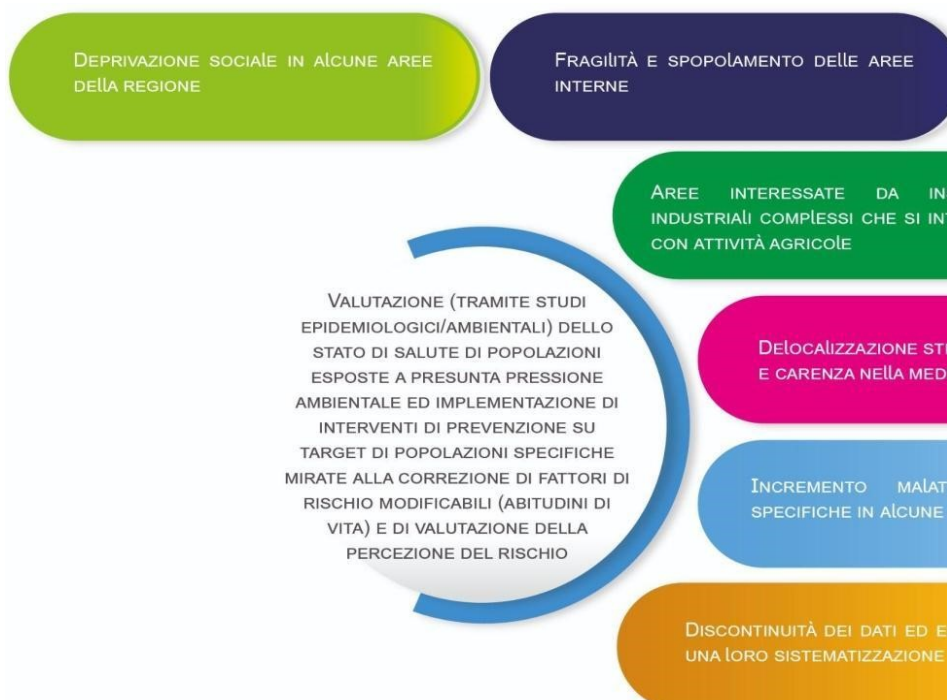 DEPRIVAZIONE SOCIALE IN ALCUNE AREE
DELLA REGIONE
FRAGILITÀ E SPOPOLAMENTO DELLE AREE
INTERNE
AREE INTERESSATE DA
INDUSTRIALI COMPLESSI CHE SI
CON ATTIVITÀ AGRICOLE
VALUTAZIONE (TRAMITE STUDI
EPIDEMIOLOGICI/AMBIENTALI) DELLO
STATO DI SALUTE DI POPOLAZIONI
ESPOSTE A PRESUNTA PRESSIONE
AMBIENTALE ED IMPLEMENTAZIONE DI
INTERVENTI DI PREVENZIONE SU
TARGET DI POPOLAZIONI SPECIFICHE
MIRATE ALLA CORREZIONE DI FATTORI DI
RISCHIO MODIFICABILI (ABITUDINI DI
VITA) E DI VALUTAZIONE DELLA
PERCEZIONE DEL RISCHIO
DELOCALIZZAZIONE
E CARENZA NELLA
INCREMENTO
SPECIFICHE IN ALCUNE
DISCONTINUITÀ DEI DATI ED
UNA LORO SISTEMATIZZAZIONE